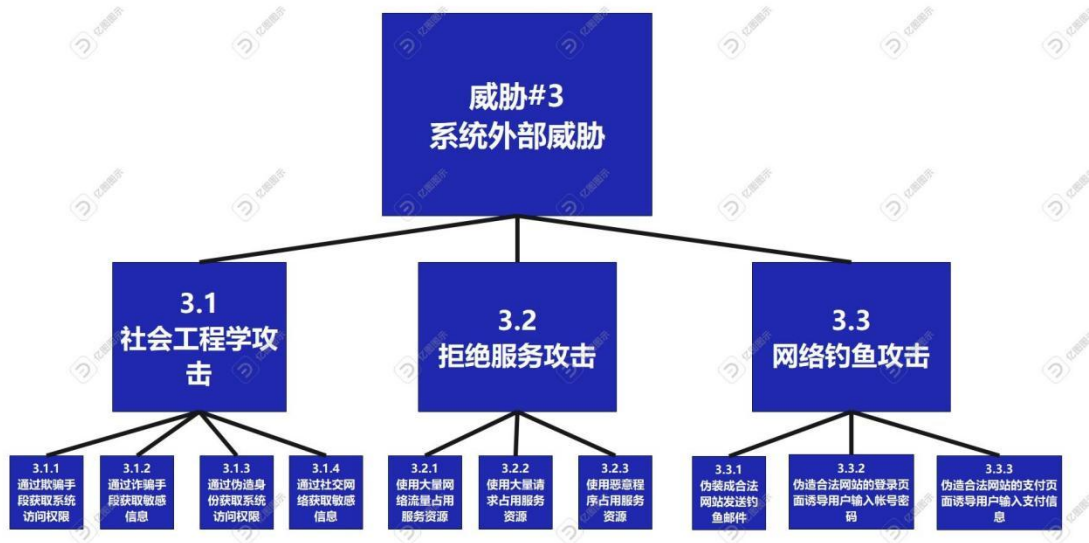 威胁#3
系统外部威胁
3.1
社会工程学攻
击
3.2
拒绝服务攻击
3.3
网络钓鱼攻击
3.1.1
通过欺骗手
段获取系统
访问权限
3.1.2
通过诈骗手
段获取敏感
信息
3.1.3
通过伪造身
份获取系统
访问权限
3.1.4
通过社交网
络获取敏感
信息
3.2.1
使用大量网
络流量占用
服务资源
3.2.2
使用大量请
求占用服务
资源
3.2.3
使用恶意程
序占用服务
资源
3.3.1
伪装成合法
网站发送钓
鱼邮件
3.3.2
伪造合法网站的登录页
面诱导用户输入帐号密
码
3.3.3
伪造合法网站的支付页
面诱导用户输入支付信
息
亿图图示